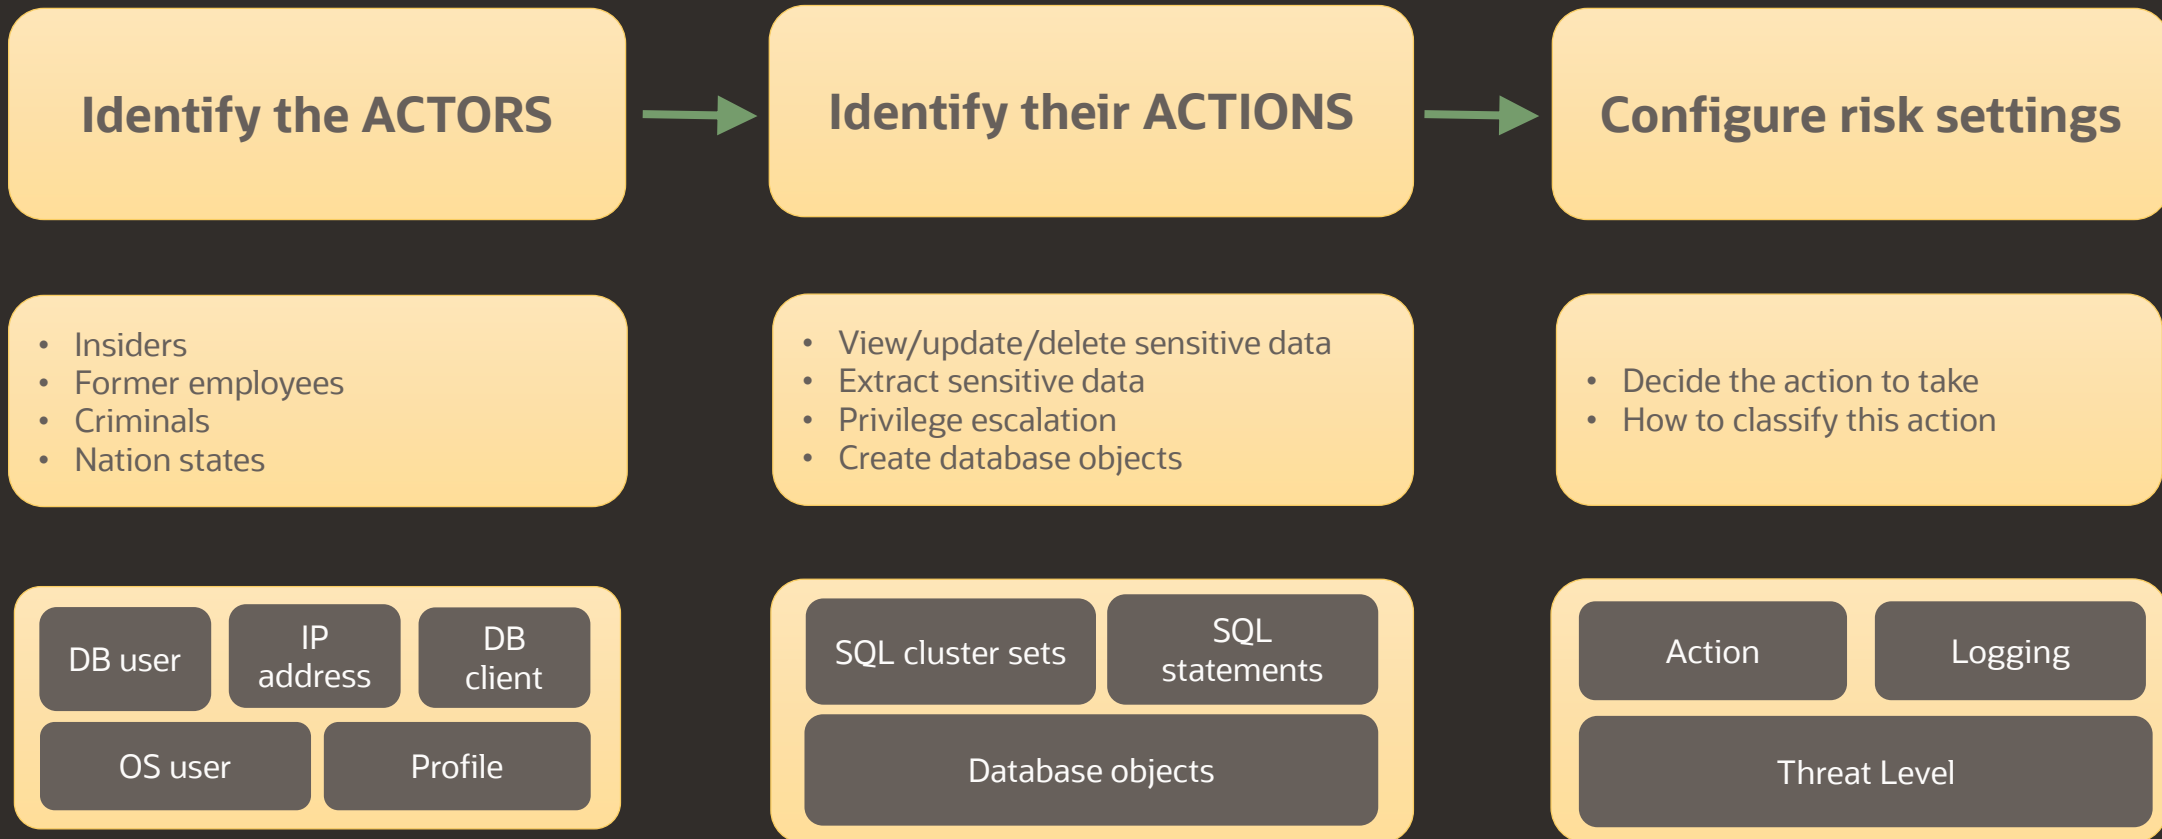 Identify the ACTORS
Identify their ACTIONS
Configure risk settings
• Insiders
• Former employees
• Criminals
• Nation states
• View/update/delete sensitive data
• Extract sensitive data
• Privilege escalation
• Create database objects
• Decide the action to take
• How to classify this action
DB user
IP
address
DB
client
OS user
Profile
SQL cluster sets
SQL
statements
Database objects
Action
Logging
Threat Level